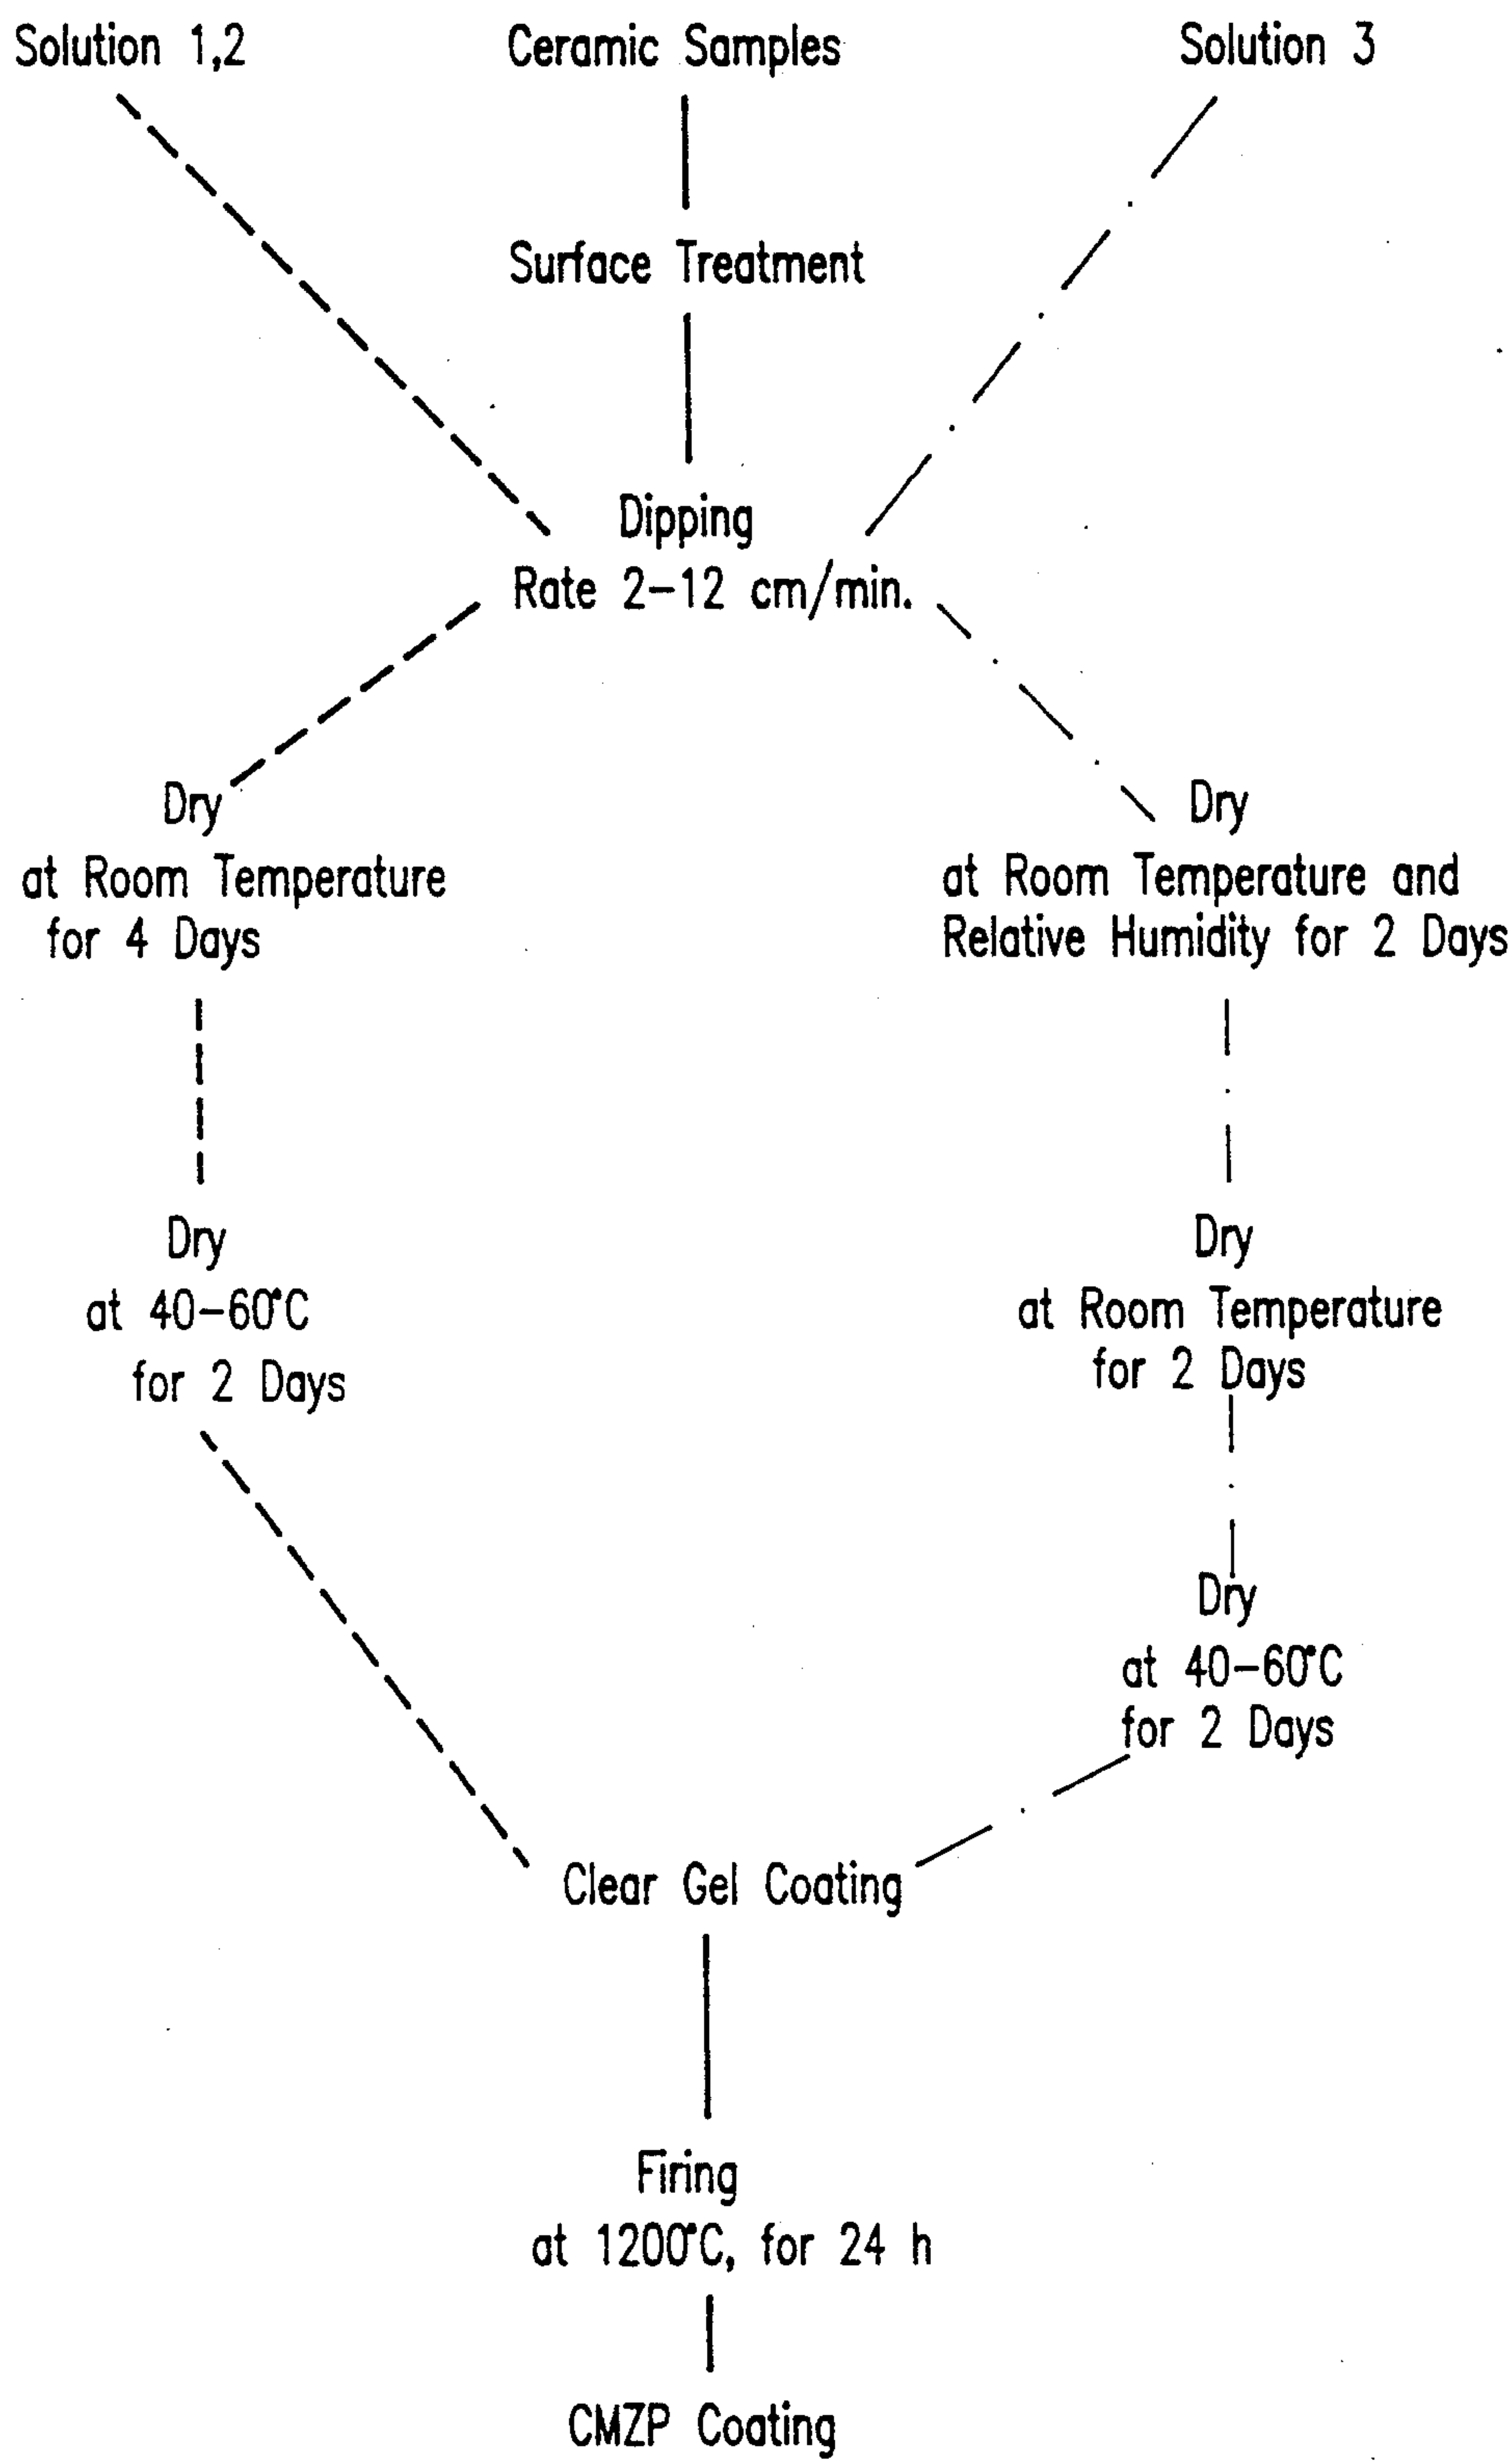 Solution 1,2
Ceramic Samples
Solution 3
Surface Treatment
Dipping
Rate 2-12 cm/min.
Dry
at Room Temperature
for 4 Days
Dry
at Room Temperature and
Relative Humidity for 2 Days
Dry
at 40-60°C
for 2 Days
Dry
at Room Temperature
for 2 Days
Dry
at 40-60°C
for 2 Days
Clear Gel Coating
Firing
at 1200°C, for 24 h
CMZP Coating